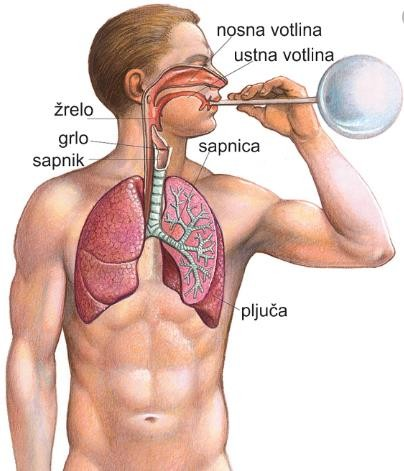 nosna votlina
ustna votlina
žrelo
grlo
sapnik
sapnica
pljuča